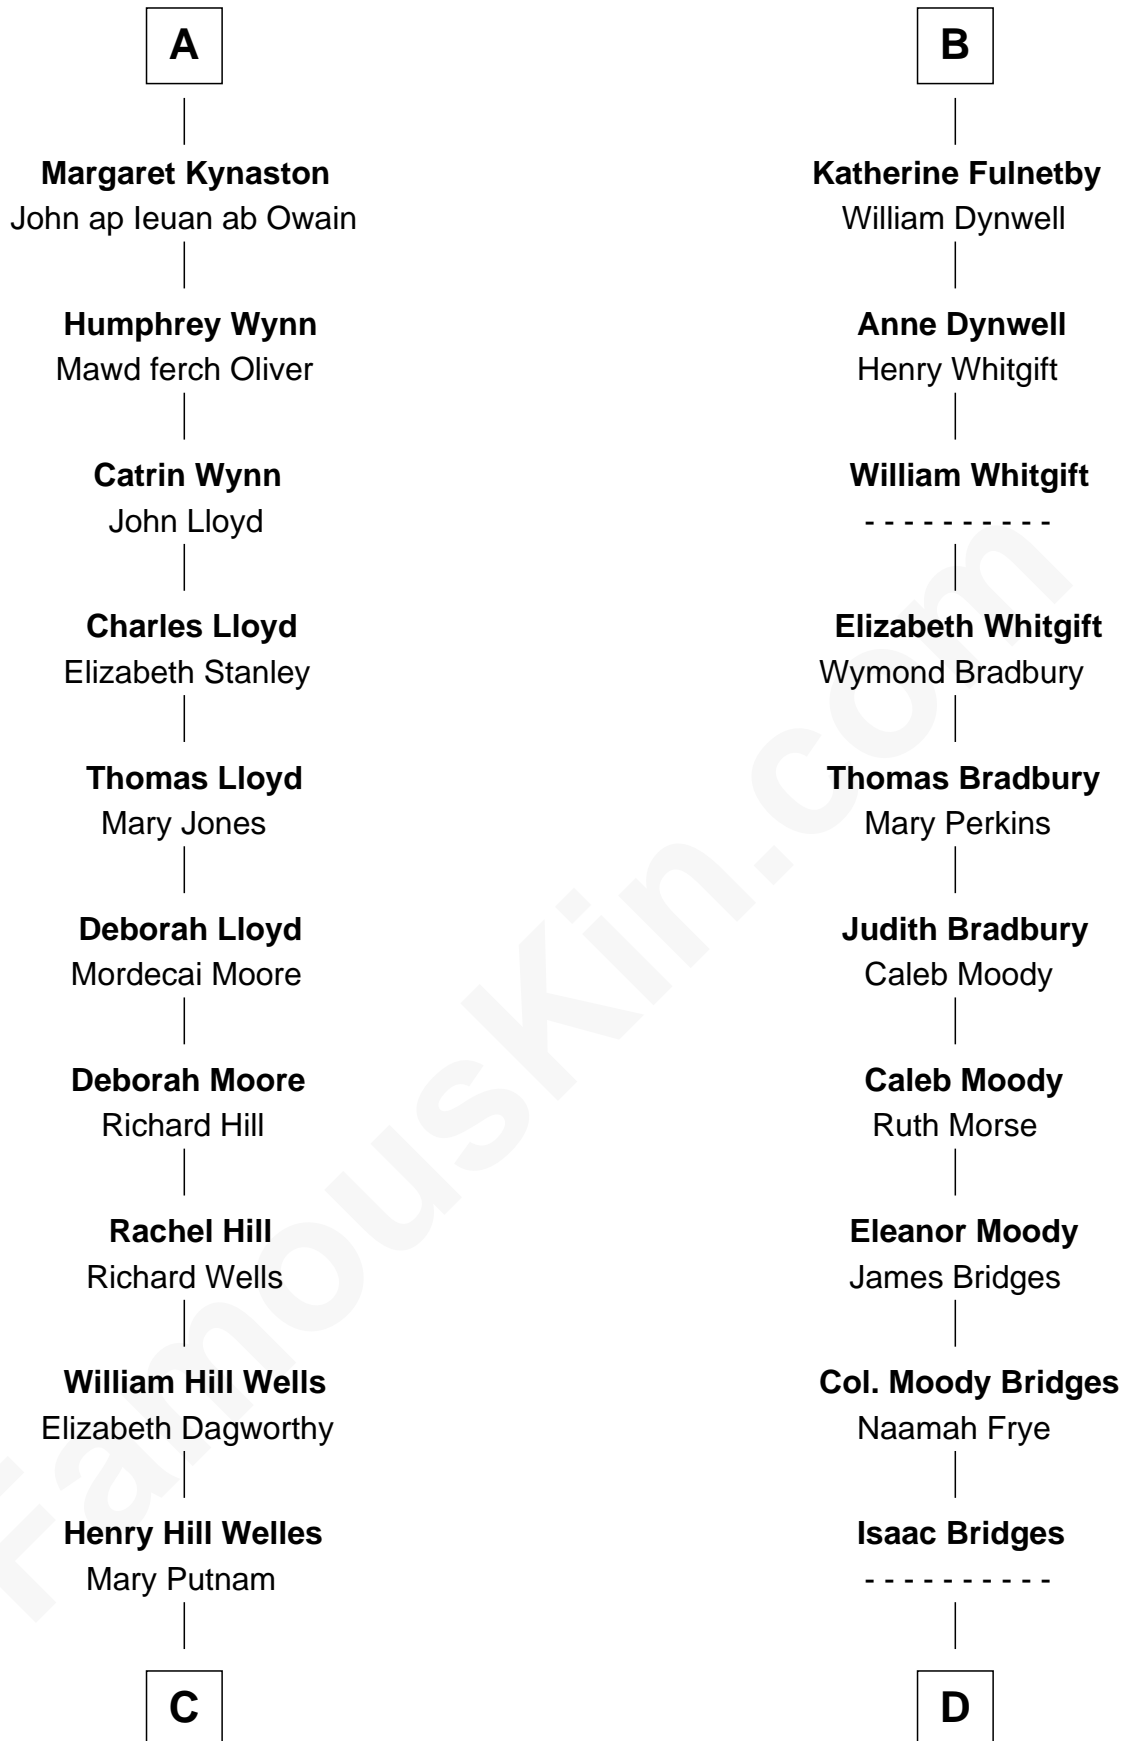 A
Margaret Kynaston
John ap Ieuan ab Owain
Humphrey Wynn
Mawd ferch Oliver
Catrin Wynn
John Lloyd
Charles Lloyd
Elizabeth Stanley
Thomas Lloyd
Mary Jones
Deborah Lloyd
Mordecai Moore
Deborah Moore
Richard Hill
Rachel Hill
Richard Wells
William Hill Wells
Elizabeth Dagworthy
Henry Hill Welles
Mary Putnam
C
B
Katherine Fulnetby
William Dynwell
Anne Dynwell
Henry Whitgift
William Whitgift
- - - - - - - - - -
Elizabeth Whitgift
Wymond Bradbury
Thomas Bradbury
Mary Perkins
Judith Bradbury
Caleb Moody
Caleb Moody
Ruth Morse
Eleanor Moody
James Bridges
Col. Moody Bridges
Naamah Frye
Isaac Bridges
- - - - - - - - - -
D
FamousKin.com